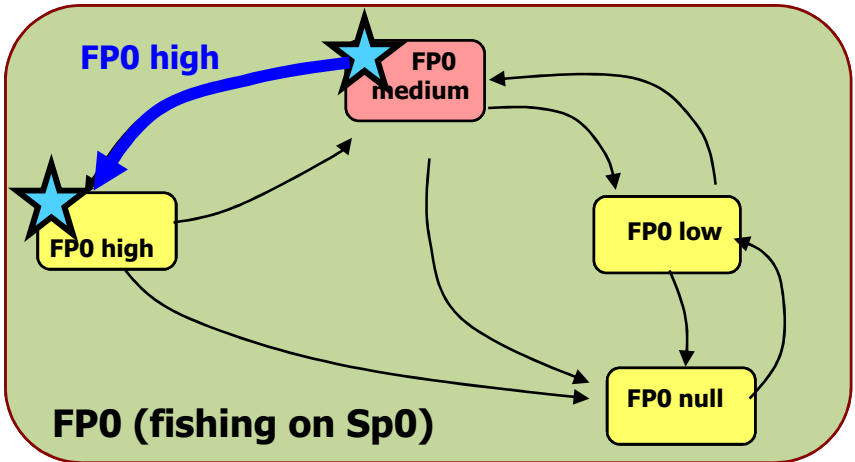 FP0 high
FP0
medium
FP0 high
FP0 low
FP0 null
FP0 (fishing on Sp0)